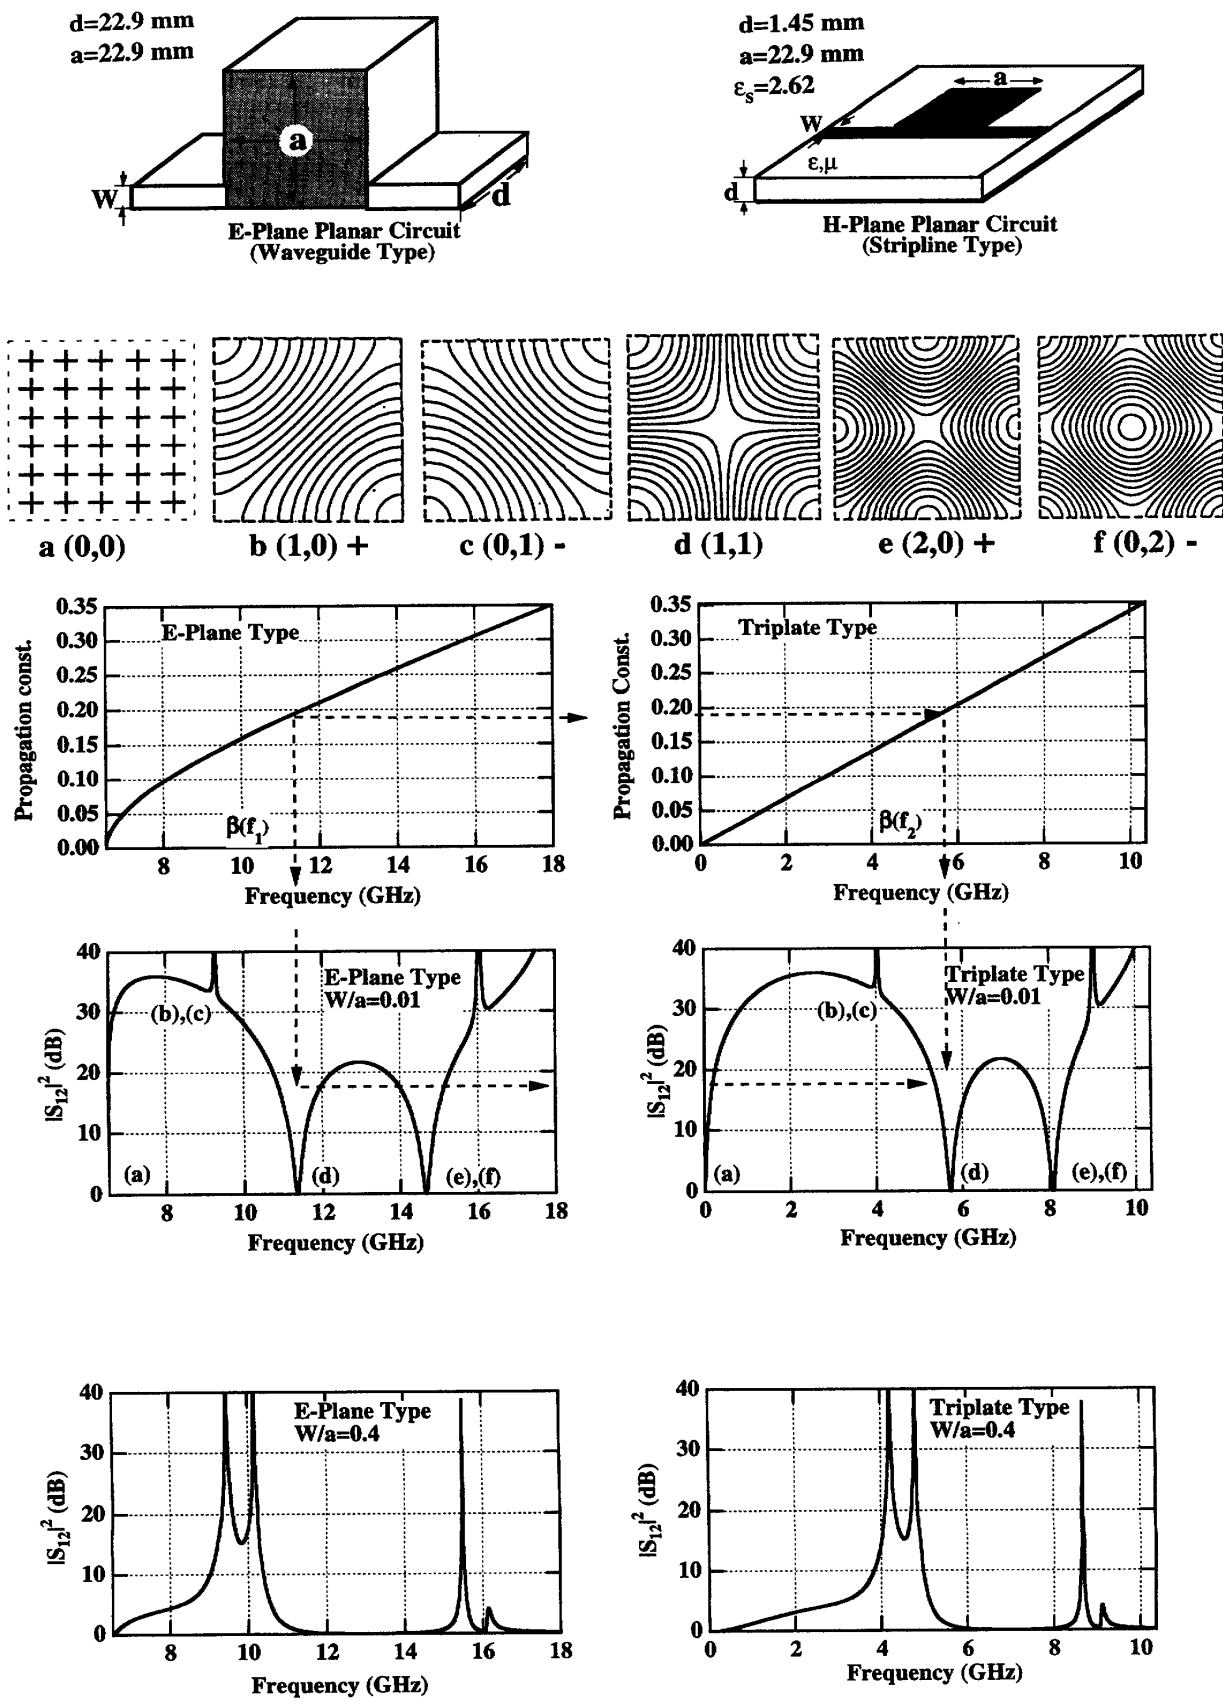 d=22.9 mm
a=22.9 mm
a
W
d
E-Plane Planar Circuit
(Waveguide Type)
d=1.45 mm
a=22.9 mm
εs=2.62
a
W
ε,μ
d
H-Plane Planar Circuit
(Stripline Type)
a (0,0)
b (1,0) +
c (0,1) -
d (1,1)
e (2,0) +
f (0,2) -
0.35
0.30
0.25
0.20
0.15
0.10
0.05
0.00
Propagation const.
E-Plane Type
β(f1)
8
10
12
14
16
18
Frequency (GHz)
0.35
0.30
0.25
0.20
0.15
0.10
0.05
0.00
Propagation Const.
Triplate Type
β(f2)
0
2
4
6
8
10
Frequency (GHz)
40
30
20
10
0
|S12|² (dB)
E-Plane Type
W/a=0.01
(b),(c)
(a)
(d)
(e),(f)
8
10
12
14
16
18
Frequency (GHz)
40
30
20
10
0
|S12|² (dB)
Triplate Type
W/a=0.01
(b),(c)
(a)
(d)
(e),(f)
0
2
4
6
8
10
Frequency (GHz)
40
30
20
10
0
|S12|² (dB)
E-Plane Type
W/a=0.4
8
10
12
14
16
18
Frequency (GHz)
40
30
20
10
0
|S12|² (dB)
Triplate Type
W/a=0.4
0
2
4
6
8
10
Frequency (GHz)